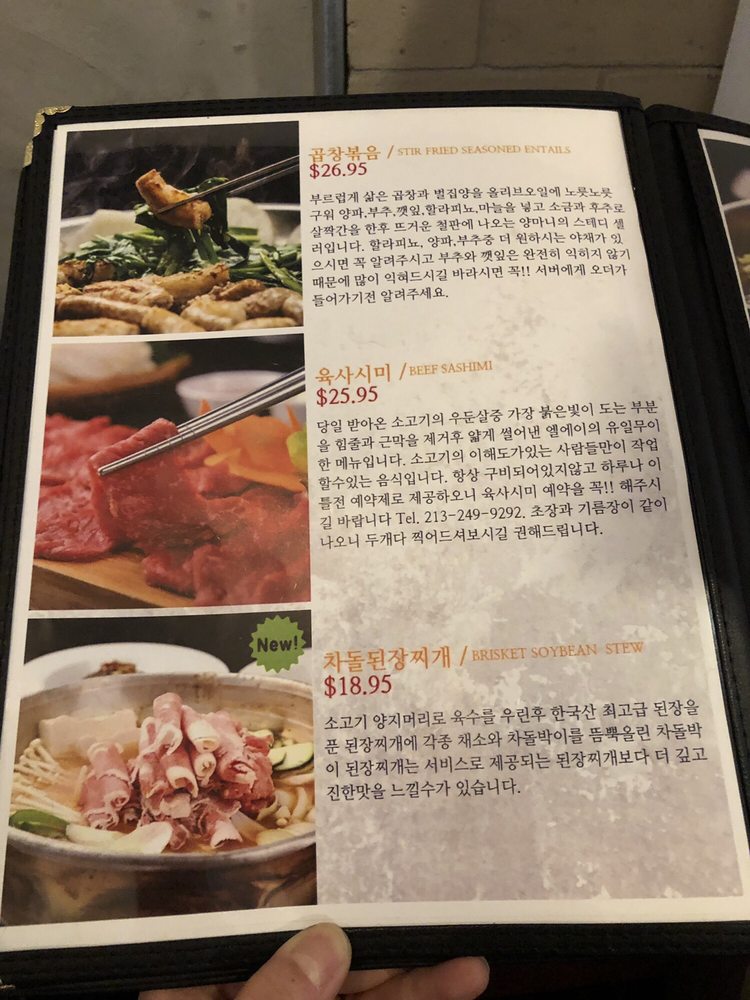 곱창볶음 / STIR FRIED SEASONED ENTAILS
$26.95
부르럽게 삶은 곱창과 벌집양을 올리브오일에 노릇노릇
구워 양파,부추,깻잎,할라피뇨,마늘을 넣고 소금과 후추로
살짝간을 한후 뜨거운 철판에 나오는 양마니의 스테디 셀
러입니다. 할라피뇨, 양파,부추중 더 원하시는 야채가 있
으시면 꼭 알려주시고 부추와 깻잎은 완전히 익히지 않기
때문에 많이 익혀드시길 바라시면 꼭!! 서버에게 오더가
들어가기전 알려주세요.
육사시미 / BEEF SASHIMI
$25.95
당일 받아온 소고기의 우둔살중 가장 붉은빛이 도는 부분
을 힘줄과 근막을 제거후 얇게 썰어낸 엘에이의 유일무이
한 메뉴입니다. 소고기의 이해도가있는 사람들만이 작업
할수있는 음식입니다. 항상 구비되어있지않고 하루나 이
틀전 예약제로 제공하오니 육사시미 예약을 꼭!! 해주시
길 바랍니다 Tel. 213-249-9292. 초장과 기름장이 같이
나오니 두개다 찍어드셔보시길 권해드립니다.
New!
차돌된장찌개 / BRISKET SOYBEAN STEW
$18.95
소고기 양지머리로 육수를 우린후 한국산 최고급 된장을
푼 된장찌개에 각종 채소와 차돌박이를 듬뿍올린 차돌박
이 된장찌개는 서비스로 제공되는 된장찌개보다 더 깊고
진한맛을 느낄수가 있습니다.